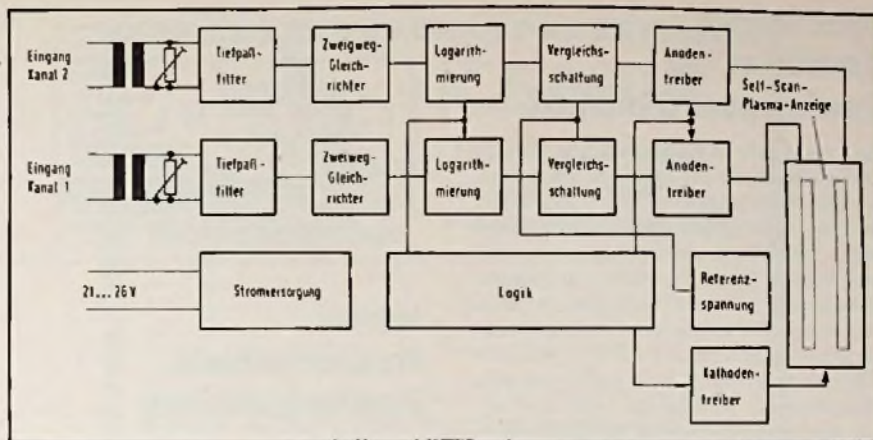 Eingang
Kanal 2
Tiefpaß-
filter
Zweigweg-
Gleich-
richter
Logarith-
mierung
Vergleichs-
schaltung
Anoden-
treiber
Self-Scan-
Plasma-Anzeige
Eingang
Kanal 1
Tiefpaß-
filter
Zweiweg-
Gleich-
richter
Logarith-
mierung
Vergleichs-
schaltung
Anoden-
treiber
21...26 V
Stromversorgung
Logik
Referenz-
spannung
Kathoden-
treiber